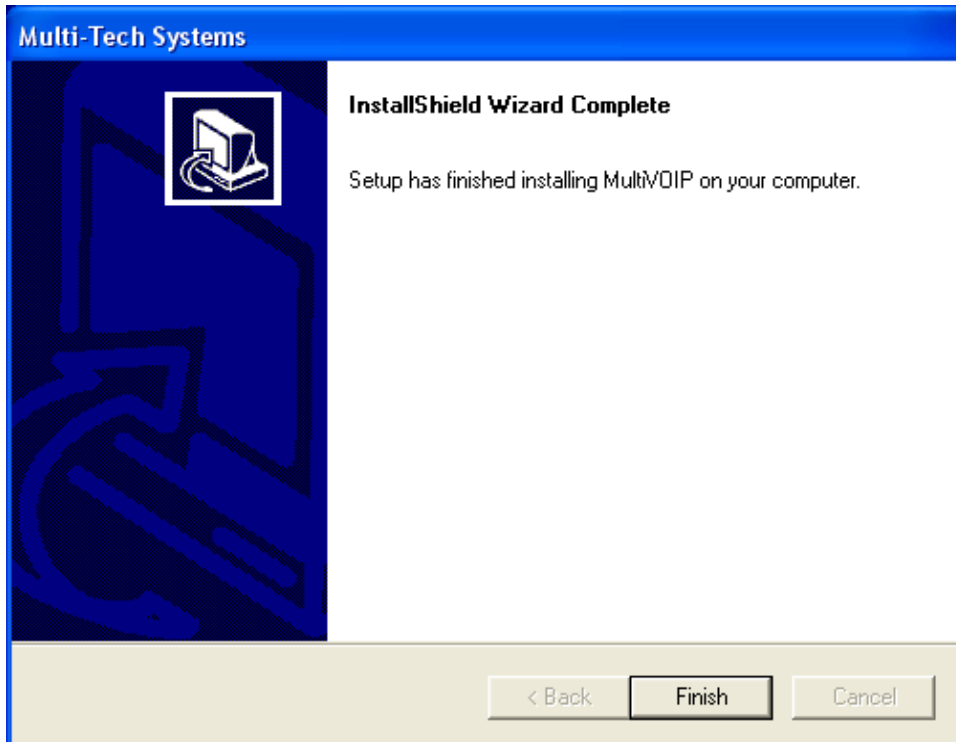 Multi-Tech Systems
InstallShield Wizard Complete
Setup has finished installing MultiVOIP on your computer.
< Back
Finish
Cancel